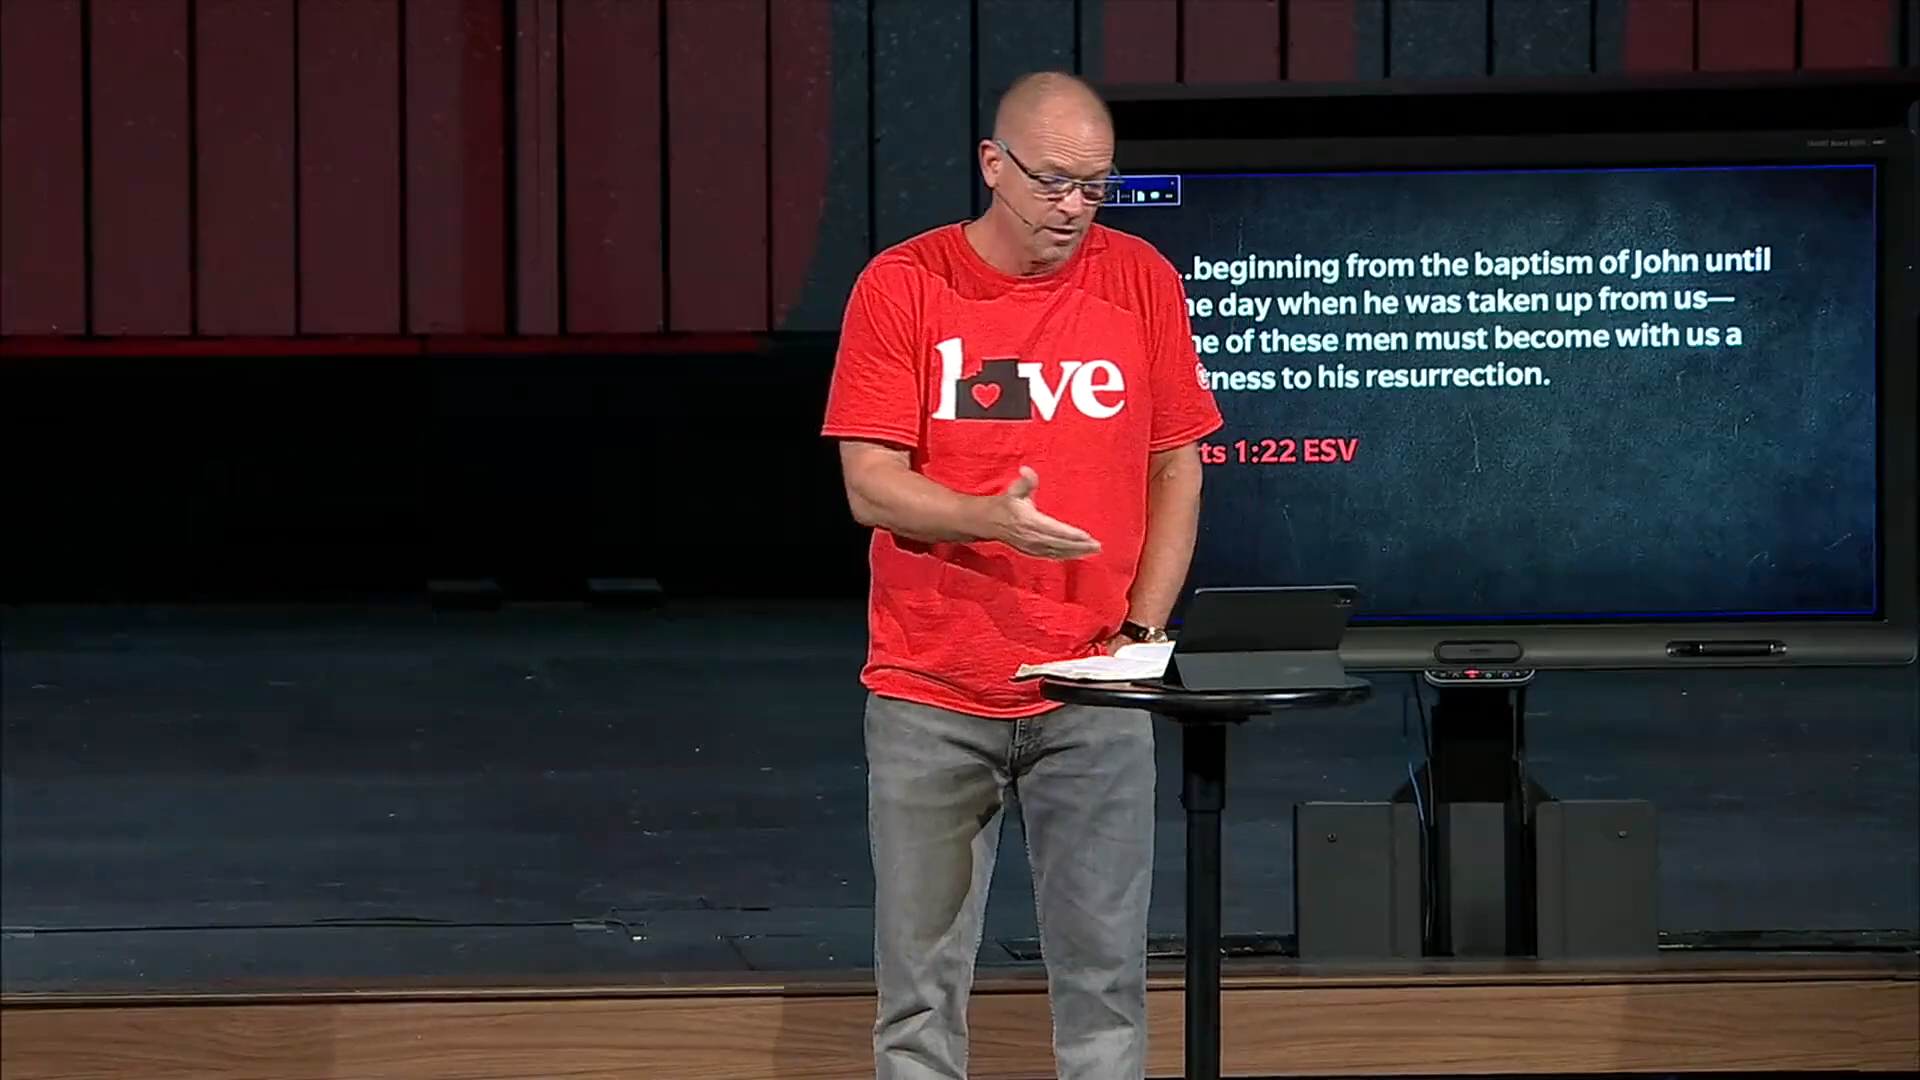 love
..beginning from the baptism of John until
he day when he was taken up from us—
ne of these men must become with us a
ness to his resurrection.
ts 1:22 ESV